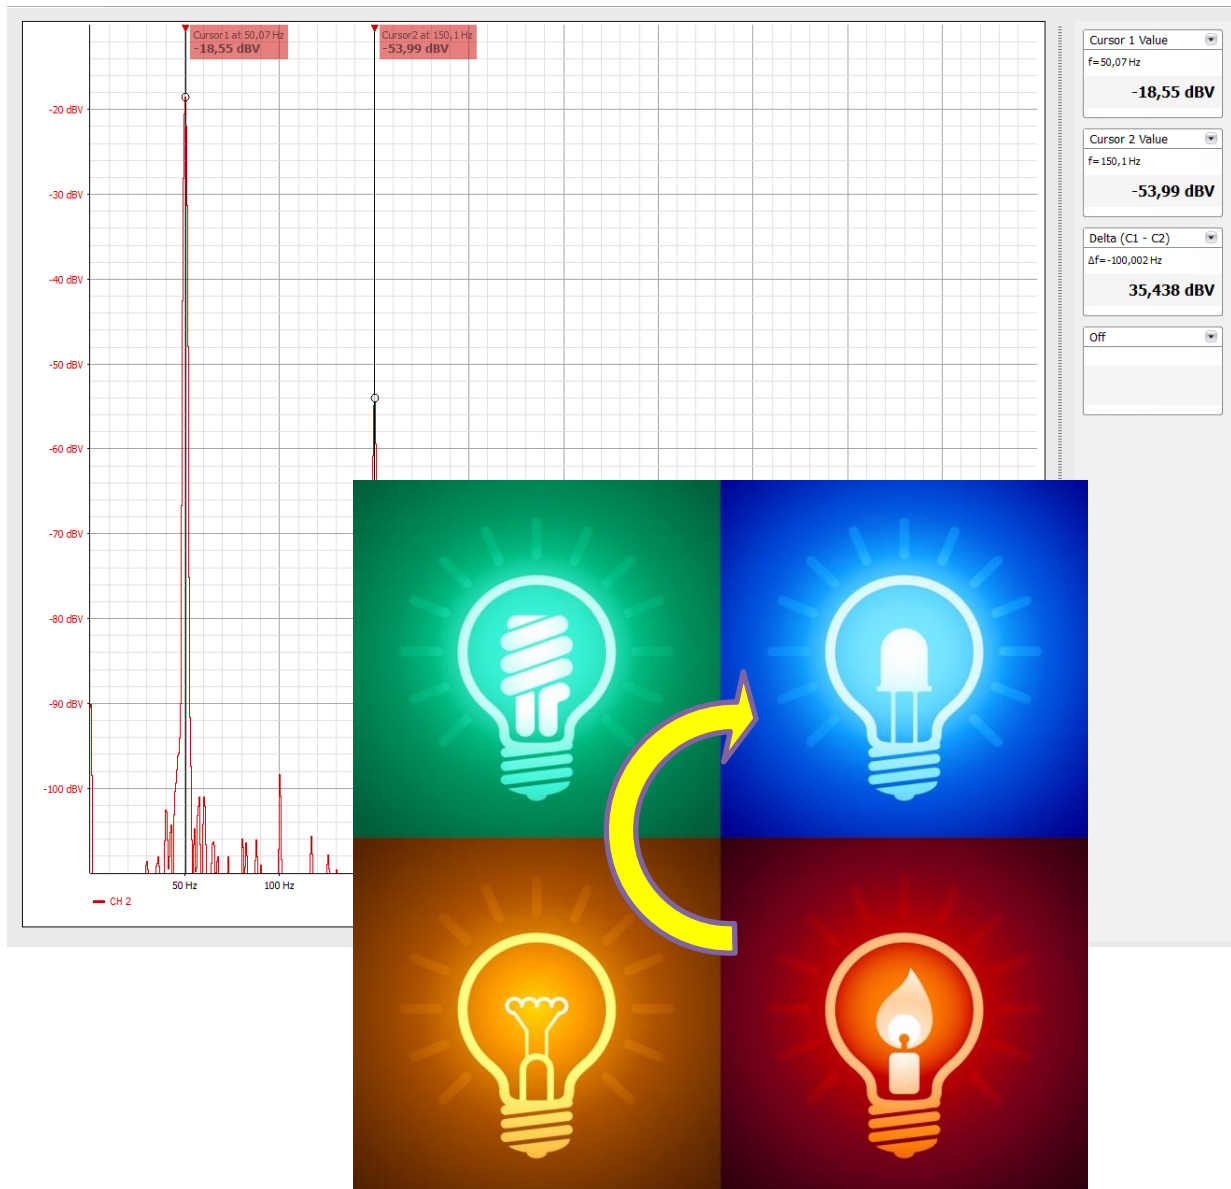 Cursor 1 at 50,07 Hz
-18,55 dBV
Cursor2 at 150,1 Hz
-53,99 dBV
-20 dBV
-30 dBV
-40 dBV
-50 dBV
-60 dBV
-70 dBV
-80 dBV
-90 dBV
-100 dBV
50 Hz
100 Hz
CH 2
Cursor 1 Value
f=50,07 Hz
-18,55 dBV
Cursor 2 Value
f=150,1 Hz
-53,99 dBV
Delta (C1 - C2)
Δf=-100,002 Hz
35,438 dBV
Off